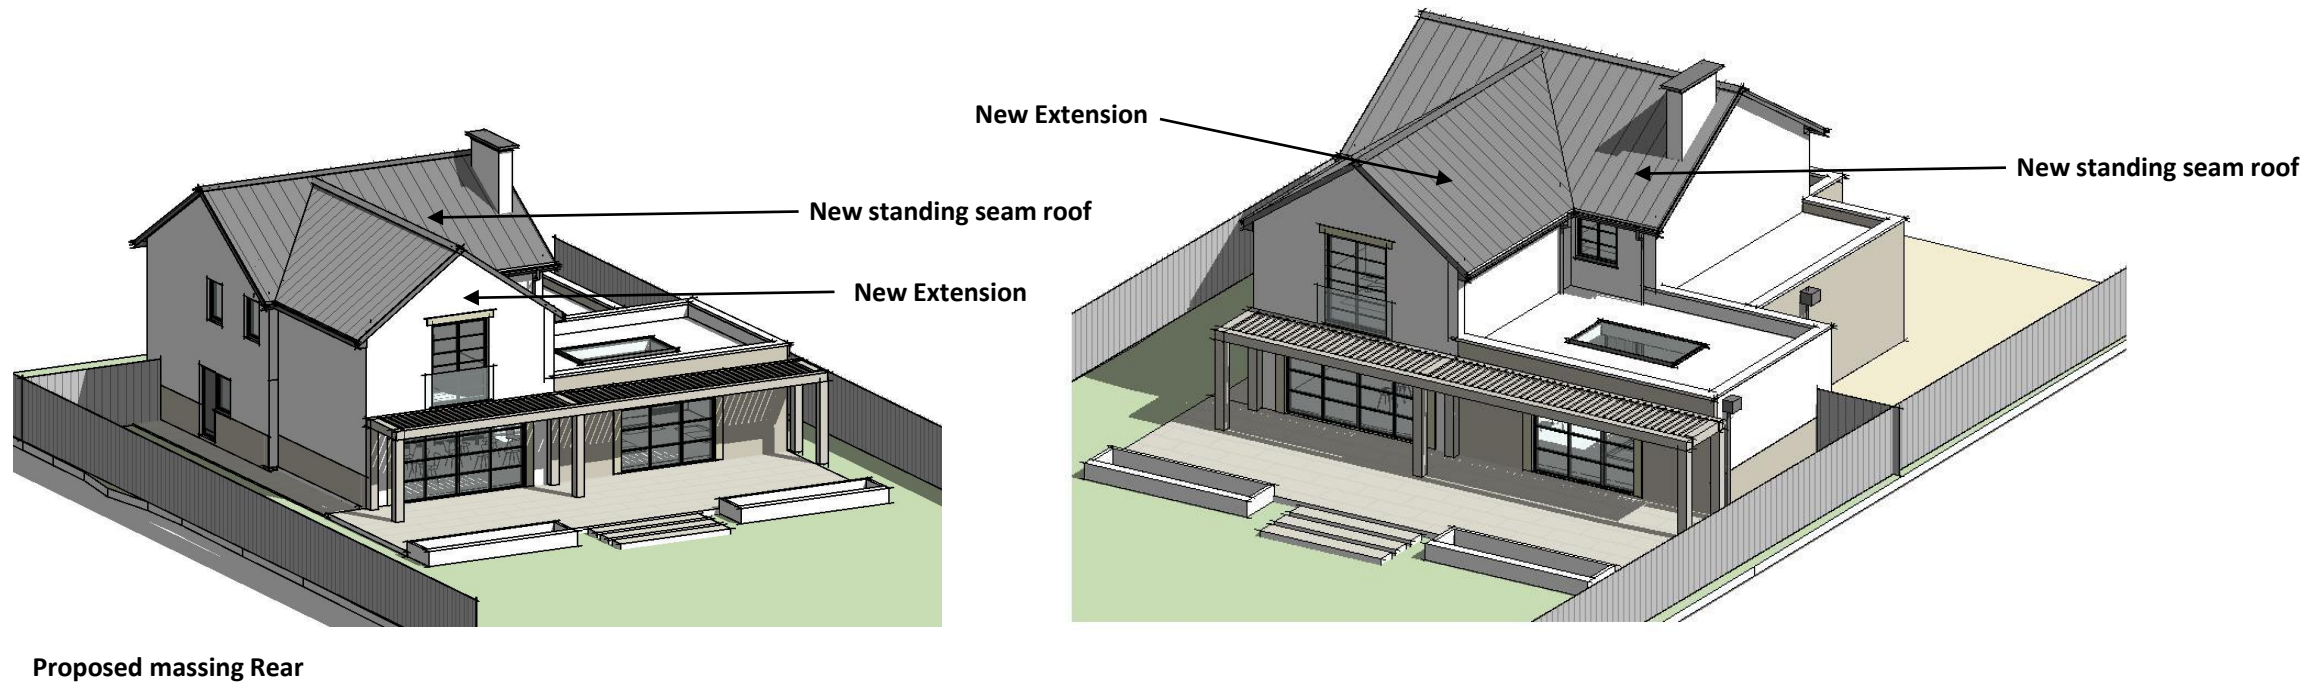 New Extension
New standing seam roof
New standing seam roof
New Extension
Proposed massing Rear